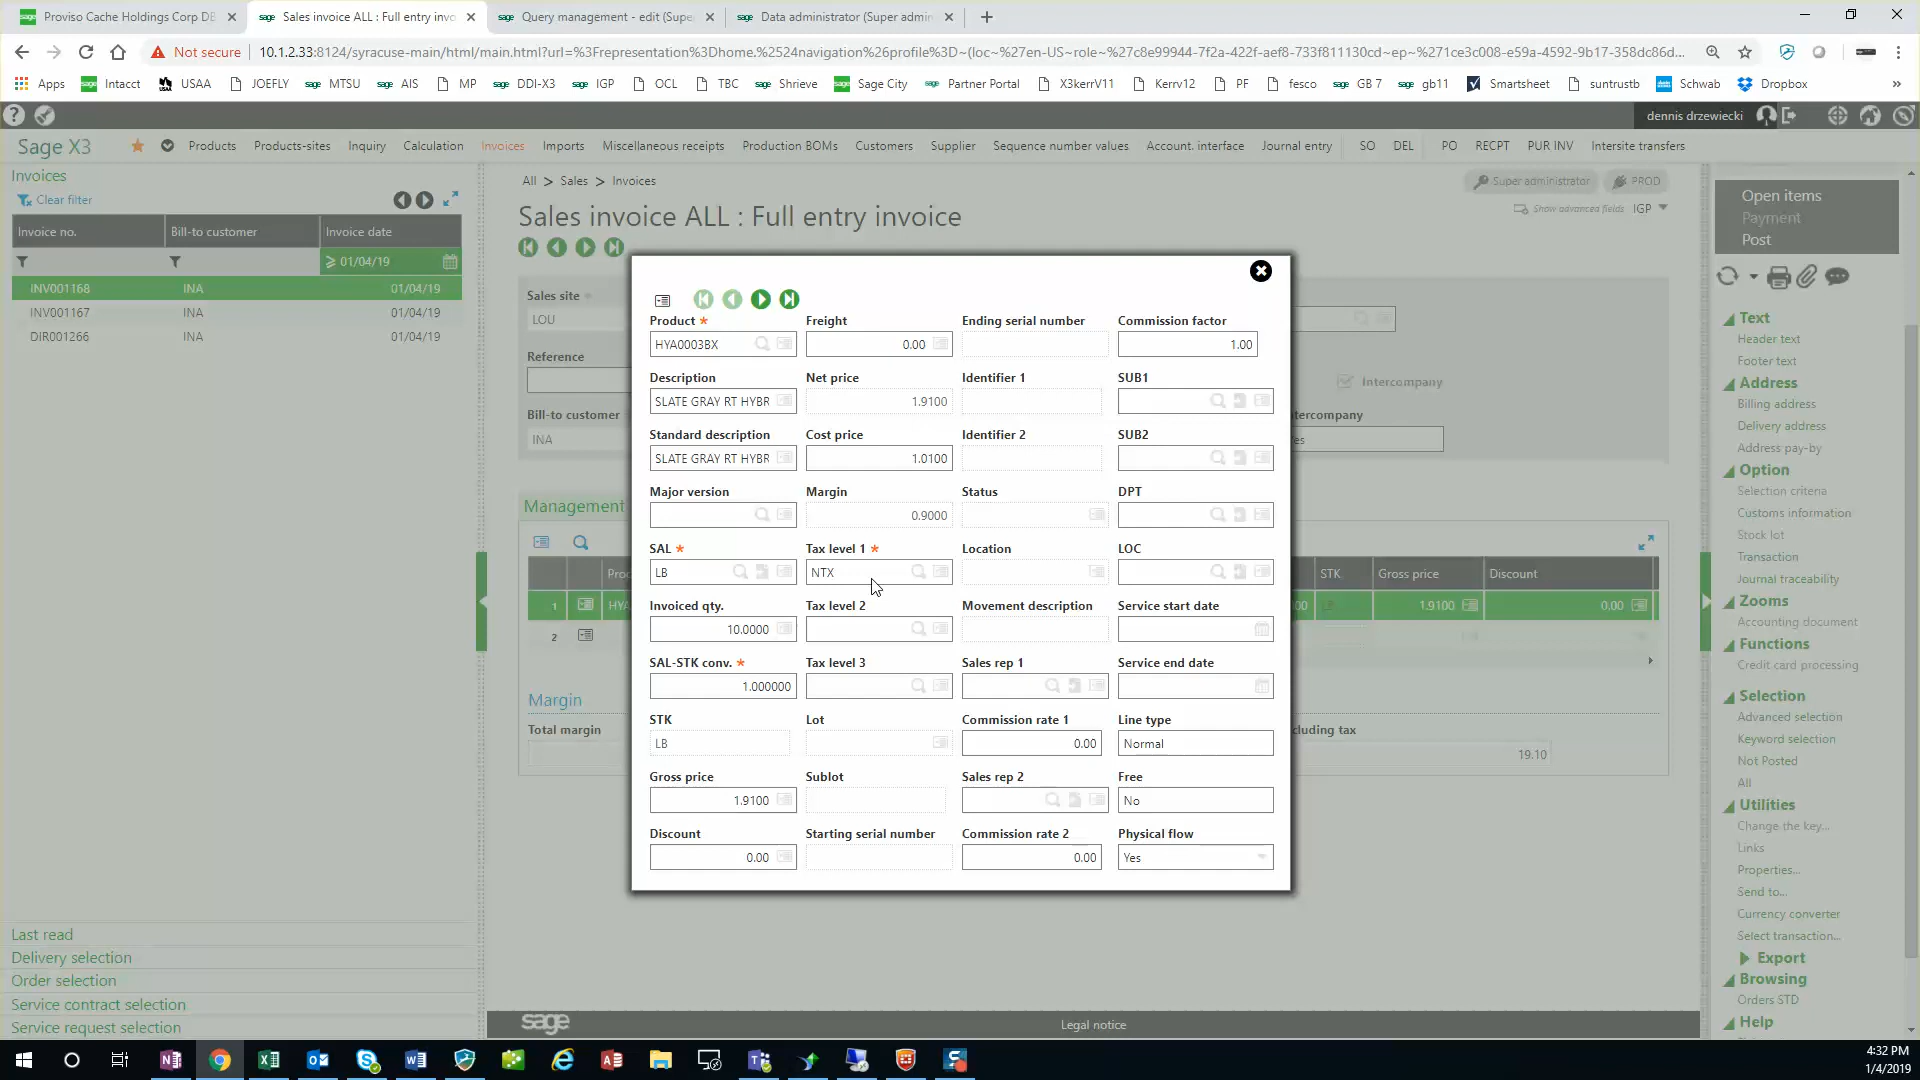 Proviso Cache Holdings Corp DB
Sales invoice ALL : Full entry invo
Query management - edit (Supe
Data administrator (Super admin
Not secure
10.1.2.33:8124/syracuse-main/html/main.html?url=%3Frepresentation%3Dhome.%2524navigation%26profile%3D~(loc~%27en-US~role~%27c8e99944-7f2a-422f-aef8-733f811130cd~ep~%271ce3c008-e59a-4592-9b17-358dc86d...
Apps
Intacct
USAA
JOEFLY
MTSU
AIS
MP
DDI-X3
IGP
OCL
TBC
Shrieve
Sage City
Partner Portal
X3kerrV11
Kerrv12
PF
fesco
GB 7
gb11
Smartsheet
suntrustb
Schwab
Dropbox
dennis drzewiecki
Sage X3
Products
Products-sites
Inquiry
Calculation
Invoices
Imports
Miscellaneous receipts
Production BOMs
Customers
Supplier
Sequence number values
Account. interface
Journal entry
SO
DEL
PO
RECPT
PUR INV
Intersite transfers
Invoices
Clear filter
Invoice no. Bill-to customer Invoice date
≥ 01/04/19
INV001168 INA 01/04/19
INV001167 INA 01/04/19
DIR001266 INA 01/04/19
Last read
Delivery selection
Order selection
Service contract selection
Service request selection
All > Sales > Invoices
Super administrator
PROD
Sales invoice ALL : Full entry invoice
Show advanced fields IGP
Sales site
LOU
Reference
Bill-to customer
INA
Intercompany
ntercompany
es
Management
Proc
STK Gross price Discount
1 HYA 00 LB 1.9100 0.00
2
Margin
Total margin
cluding tax
19.10
Product * Freight Ending serial number Commission factor
HYA0003BX 0.00 1.00
Description Net price Identifier 1 SUB1
SLATE GRAY RT HYBR 1.9100
Standard description Cost price Identifier 2 SUB2
SLATE GRAY RT HYBR 1.0100
Major version Margin Status DPT
0.9000
SAL * Tax level 1 * Location LOC
LB NTX
Invoiced qty. Tax level 2 Movement description Service start date
10.0000
SAL-STK conv. * Tax level 3 Sales rep 1 Service end date
1.000000
STK Lot Commission rate 1 Line type
LB 0.00 Normal
Gross price Sublot Sales rep 2 Free
1.9100 No
Discount Starting serial number Commission rate 2 Physical flow
0.00 0.00 Yes
Open items
Payment
Post
Text
Header text
Footer text
Address
Billing address
Delivery address
Address pay-by
Option
Selection criteria
Customs information
Stock lot
Transaction
Journal traceability
Zooms
Accounting document
Functions
Credit card processing
Selection
Advanced selection
Keyword selection
Not Posted
All
Utilities
Change the key...
Links
Properties...
Send to...
Currency converter
Select transaction...
Export
Browsing
Orders STD
Help
sage
Legal notice
4:32 PM
1/4/2019